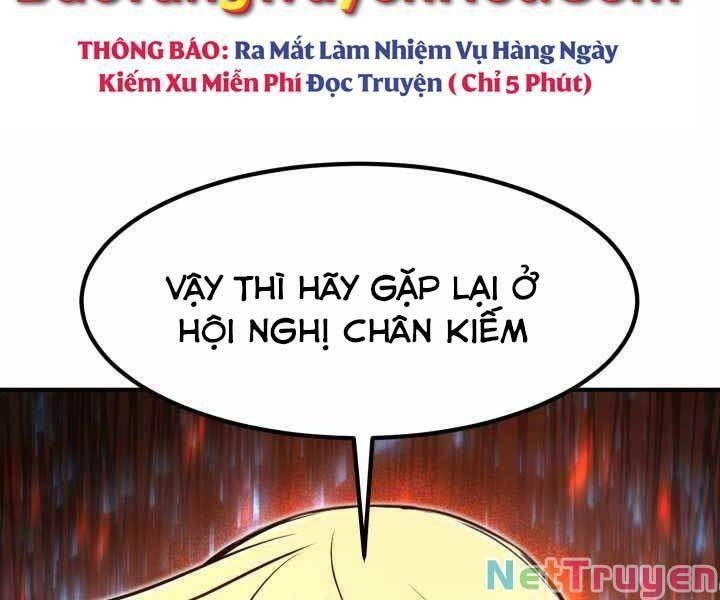 THÔNG BÁO: Ra Mắt Làm Nhiệm Vụ Hàng Ngày
Kiếm Xu Miễn Phí Đọc Truyện ( Chỉ 5 Phút)
VẬY THÌ HÃY GẶP LẠI Ở
HỘI NGHỊ CHÂN KIẾM
NetTruyen